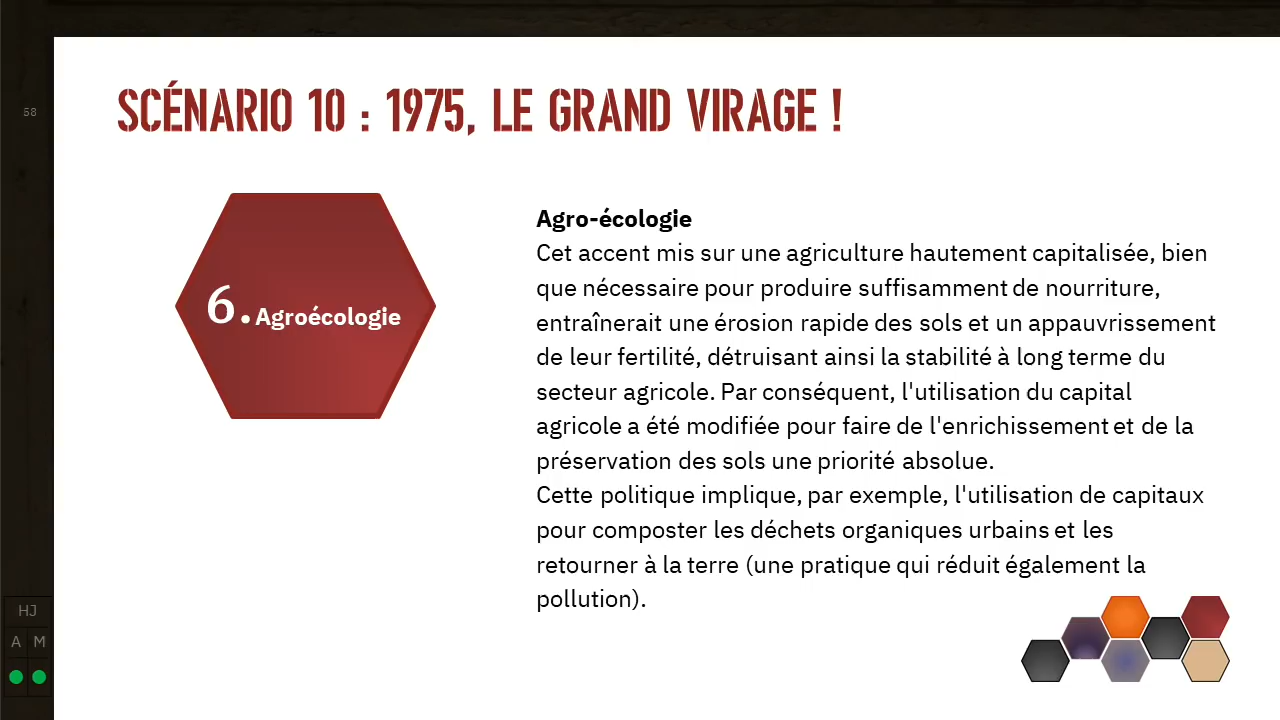 58
SCÉNARIO 10 : 1975, LE GRAND VIRAGE !
6. Agroécologie
Agro-écologie
Cet accent mis sur une agriculture hautement capitalisée, bien
que nécessaire pour produire suffisamment de nourriture,
entraînerait une érosion rapide des sols et un appauvrissement
de leur fertilité, détruisant ainsi la stabilité à long terme du
secteur agricole. Par conséquent, l'utilisation du capital
agricole a été modifiée pour faire de l'enrichissement et de la
préservation des sols une priorité absolue.
Cette politique implique, par exemple, l'utilisation de capitaux
pour composter les déchets organiques urbains et les
retourner à la terre (une pratique qui réduit également la
pollution).
HJ
A M